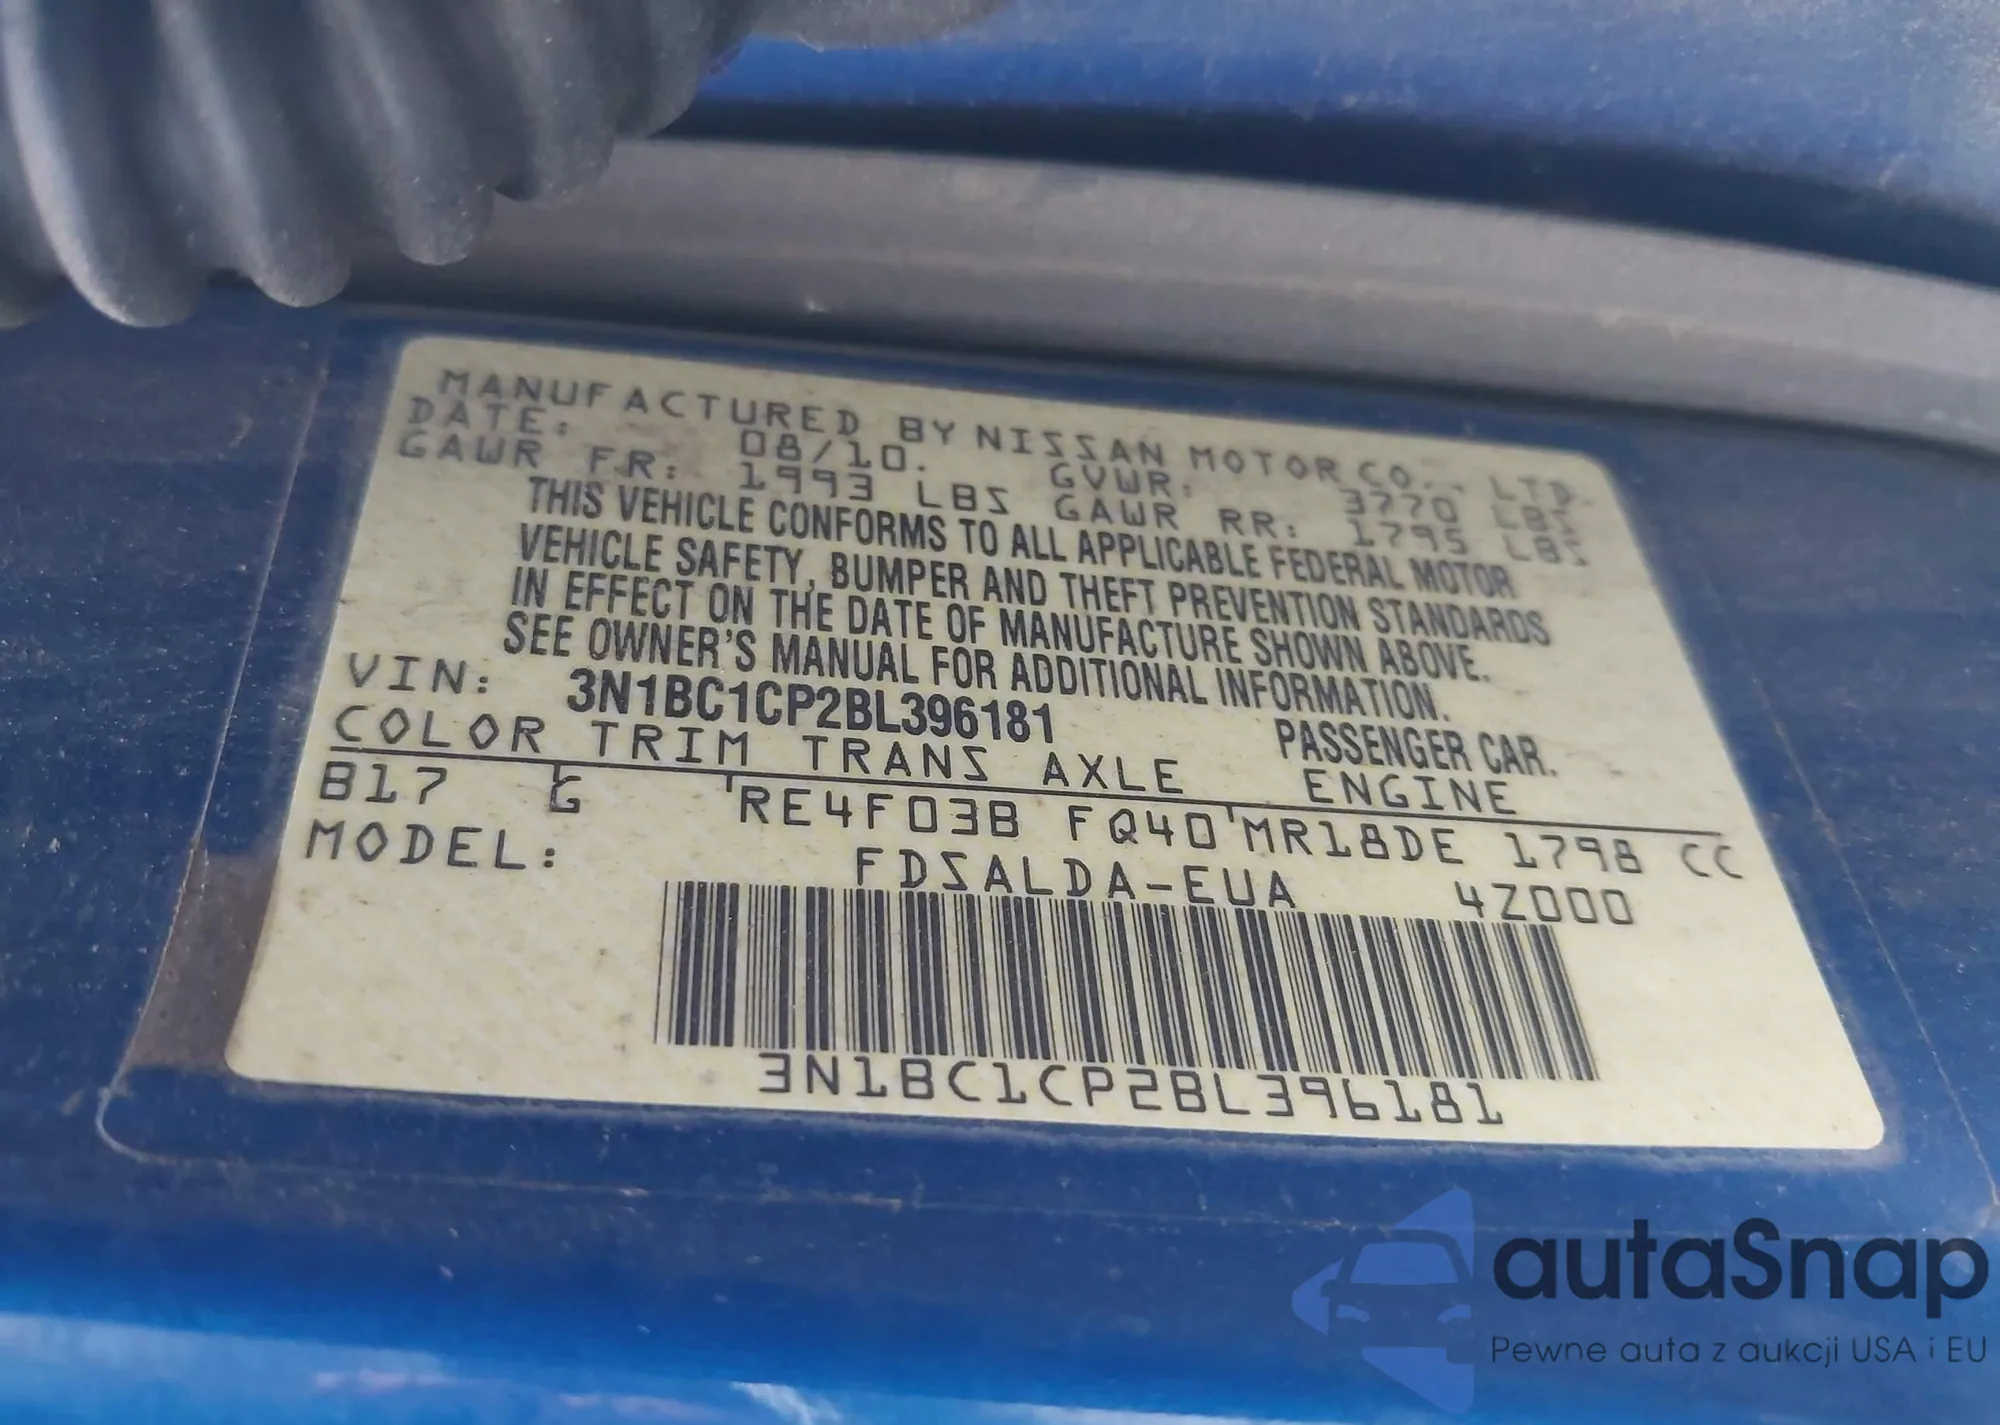 MANUFACTURED BY NISSAN MOTOR CO., LTD.
DATE: 08/10. GVWR: 3770 LBS
GAWR FR: 1993 LBS GAWR RR: 1795 LBS
THIS VEHICLE CONFORMS TO ALL APPLICABLE FEDERAL MOTOR
VEHICLE SAFETY, BUMPER AND THEFT PREVENTION STANDARDS
IN EFFECT ON THE DATE OF MANUFACTURE SHOWN ABOVE.
SEE OWNER'S MANUAL FOR ADDITIONAL INFORMATION.
VIN: 3N1BC1CP2BL396181 PASSENGER CAR.
COLOR TRIM TRANS AXLE ENGINE
B17 G RE4F03B FQ40 MR18DE 1798 CC
MODEL: FDSALDA-EUA 4Z000
3N1BC1CP2BL396181
autaSnap
Pewne auta z aukcji USA i EU